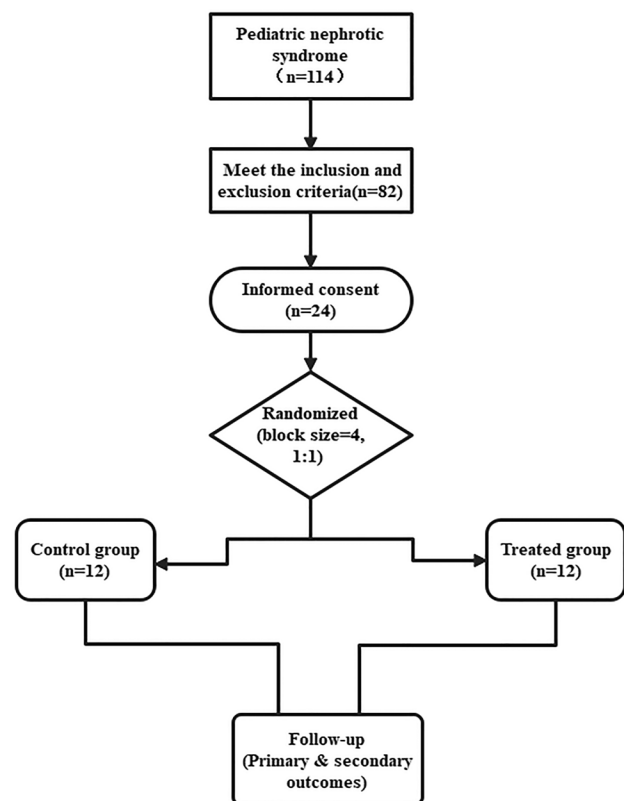 Pediatric nephrotic
syndrome
（n=114）
Meet the inclusion and
exclusion criteria(n=82)
Informed consent
(n=24)
Randomized
(block size=4,
1:1)
Control group
(n=12)
Treated group
(n=12)
Follow-up
(Primary & secondary
outcomes)